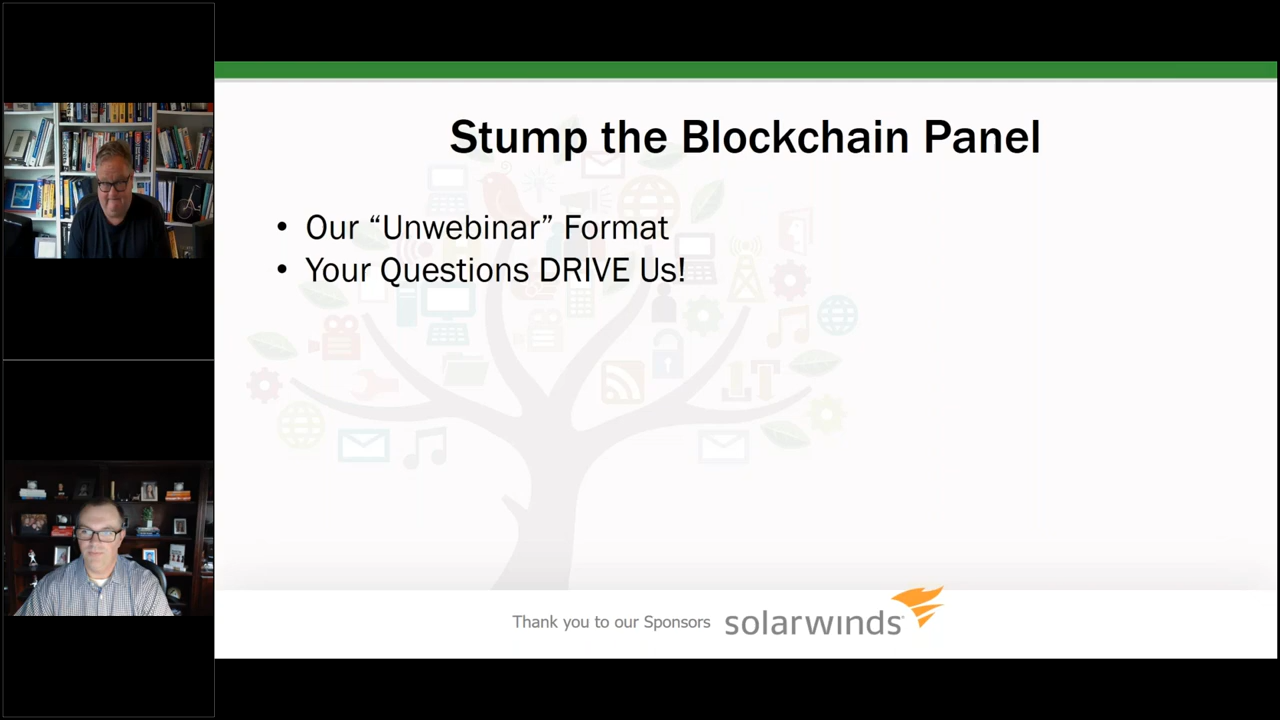 Stump the Blockchain Panel
• Our “Unwebinar” Format
• Your Questions DRIVE Us!
Thank you to our Sponsors solarwinds